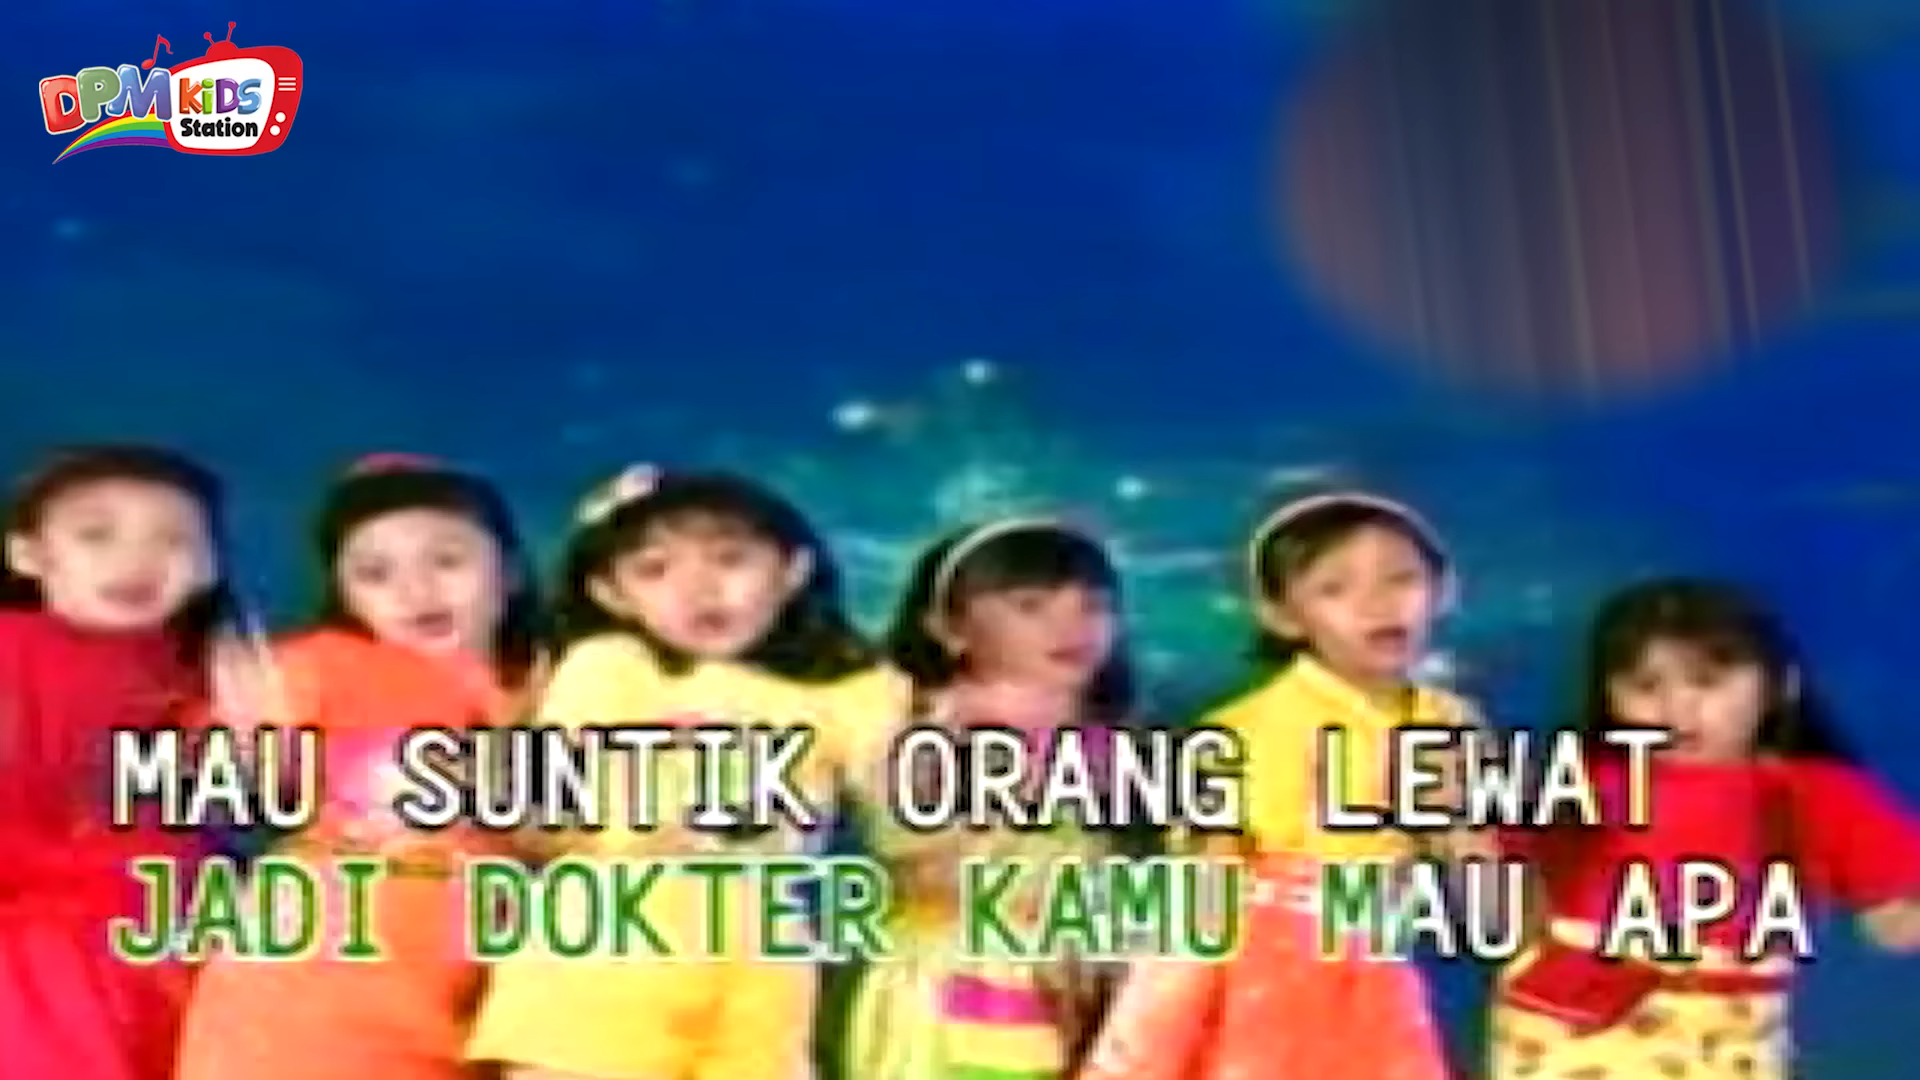 DPM KiDS
Station
MAU SUNTIK ORANG LEWAT
JADI DOKTER KAMU MAU APA